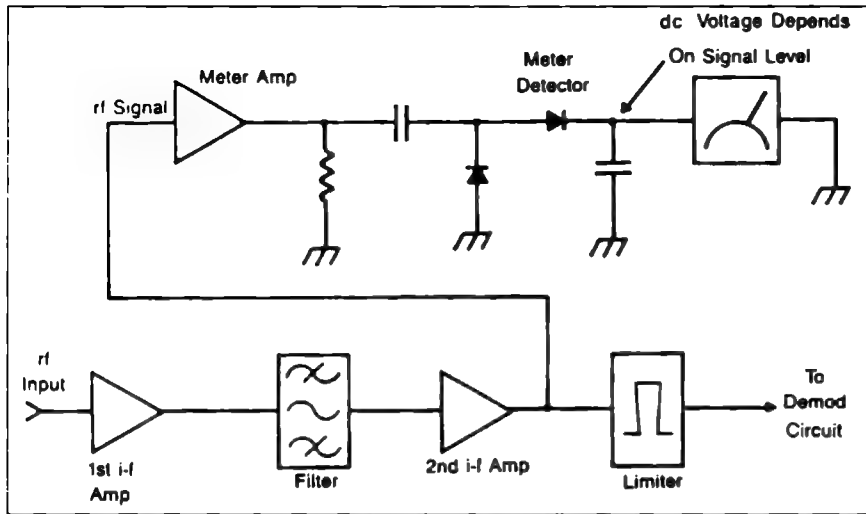 dc Voltage Depends
On Signal Level
Meter
Detector
Meter Amp
rf Signal
rf
Input
1st i-f
Amp
Filter
2nd i-f Amp
Limiter
To
Demod
Circuit